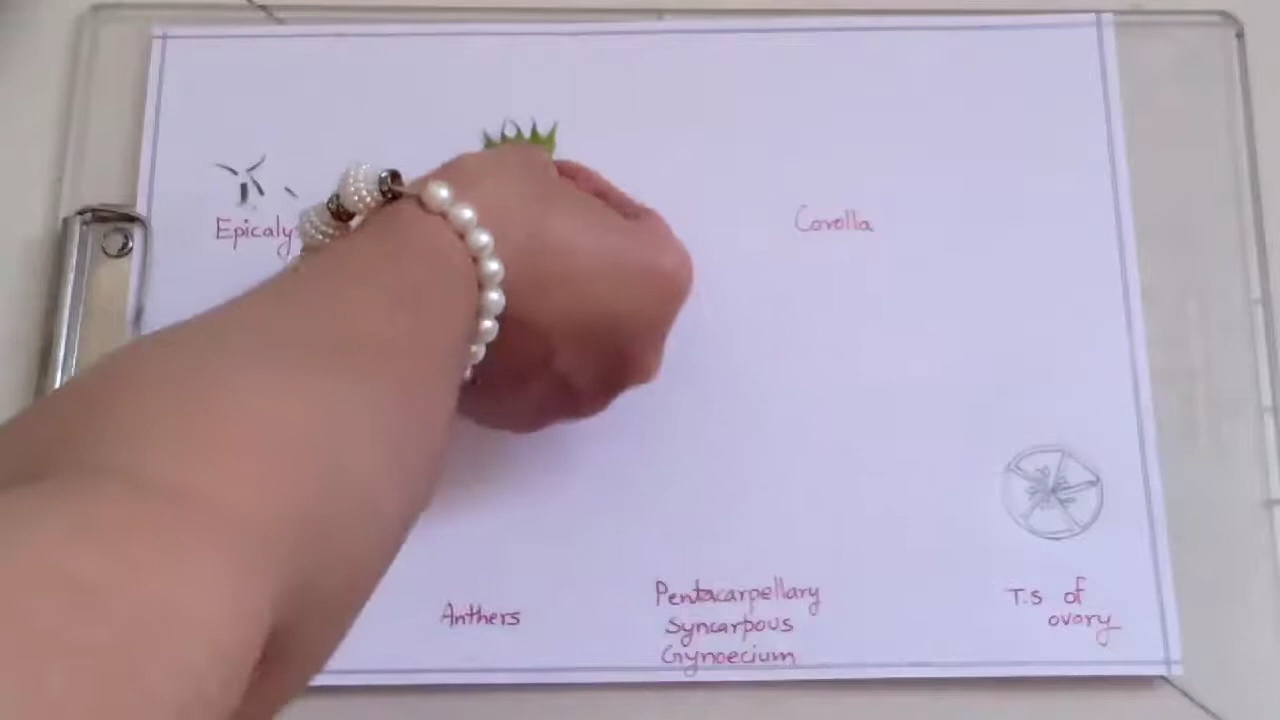 Corolla
Anthers
Pentacarpellary
Syncarpous
Gynoecium
T.S of
ovary